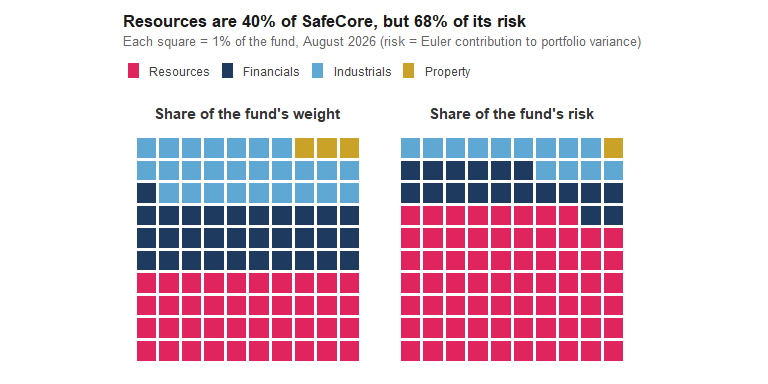 Resources are 40% of SafeCore, but 68% of its risk
Each square = 1% of the fund, August 2026 (risk = Euler contribution to portfolio variance)
Resources Financials Industrials Property
Share of the fund's weight Share of the fund's risk